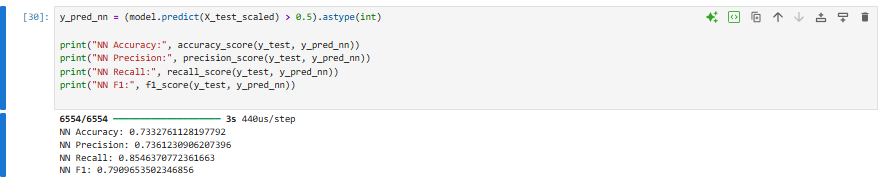 [30]: y_pred_nn = (model.predict(X_test_scaled) > 0.5).astype(int)
print("NN Accuracy:", accuracy_score(y_test, y_pred_nn))
print("NN Precision:", precision_score(y_test, y_pred_nn))
print("NN Recall:", recall_score(y_test, y_pred_nn))
print("NN F1:", f1_score(y_test, y_pred_nn))
6554/6554 ━━━━━━━━━━━━━━━━━━━━ 3s 440us/step
NN Accuracy: 0.7332761128197792
NN Precision: 0.7361230906207396
NN Recall: 0.8546370772361663
NN F1: 0.7909653502346856